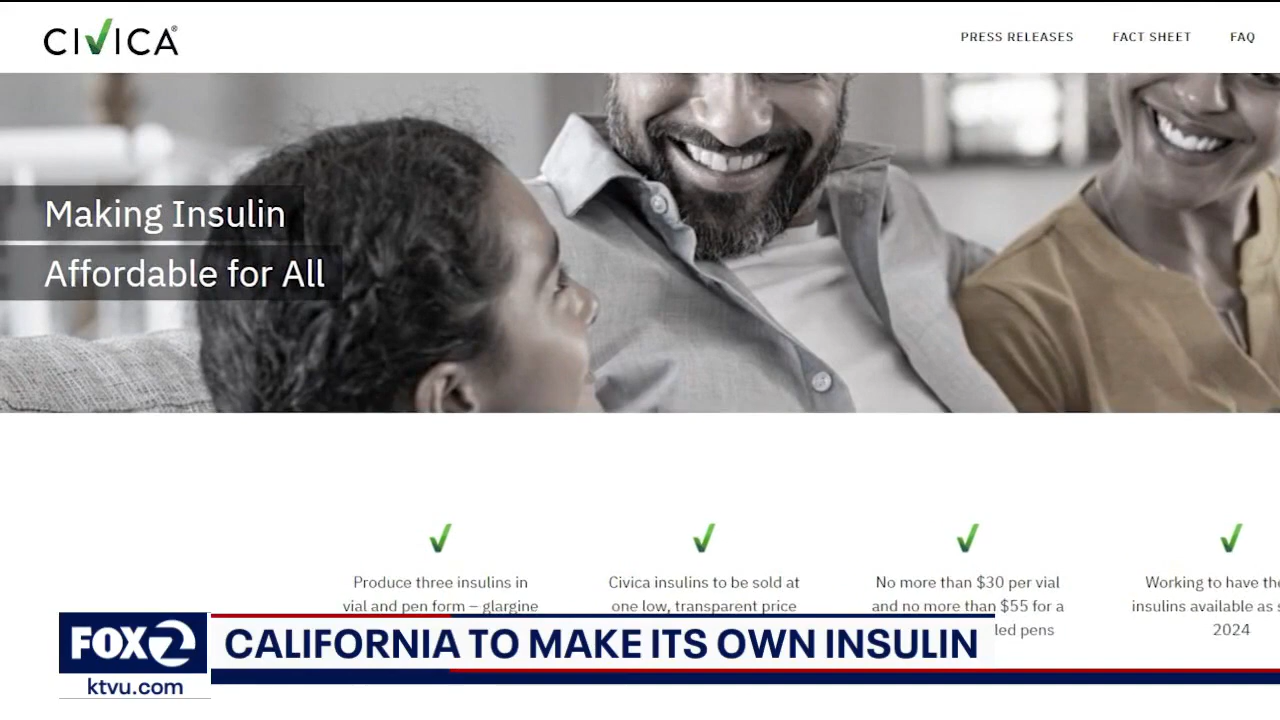 CIVICA®
PRESS RELEASES FACT SHEET FAQ
Making Insulin
Affordable for All
Produce three insulins in
vial and pen form – glargine
Civica insulins to be sold at
one low, transparent price
No more than $30 per vial
and no more than $55 for a
led pens
Working to have the
insulins available as
2024
FOX 2
ktvu.com
CALIFORNIA TO MAKE ITS OWN INSULIN